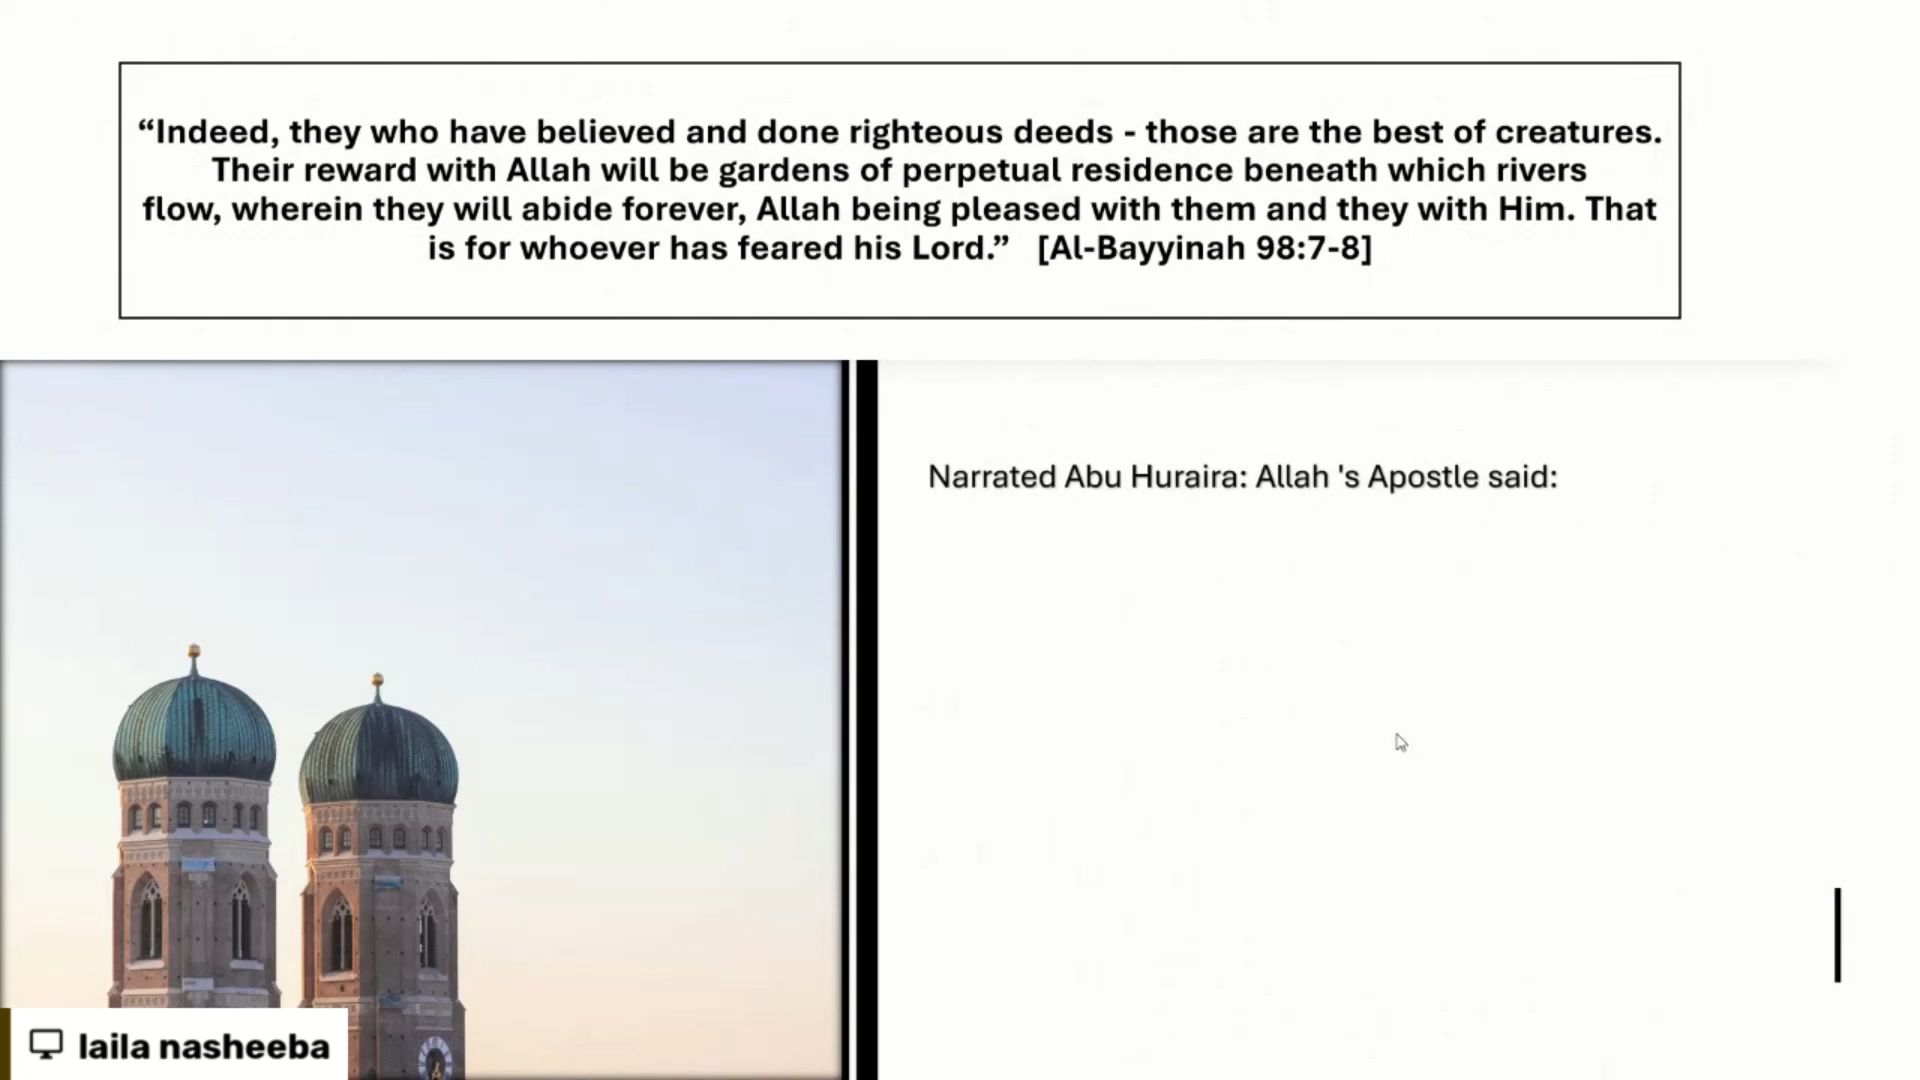 “Indeed, they who have believed and done righteous deeds - those are the best of creatures.
Their reward with Allah will be gardens of perpetual residence beneath which rivers
flow, wherein they will abide forever, Allah being pleased with them and they with Him. That
is for whoever has feared his Lord.” [Al-Bayyinah 98:7-8]
Narrated Abu Huraira: Allah 's Apostle said:
laila nasheeba